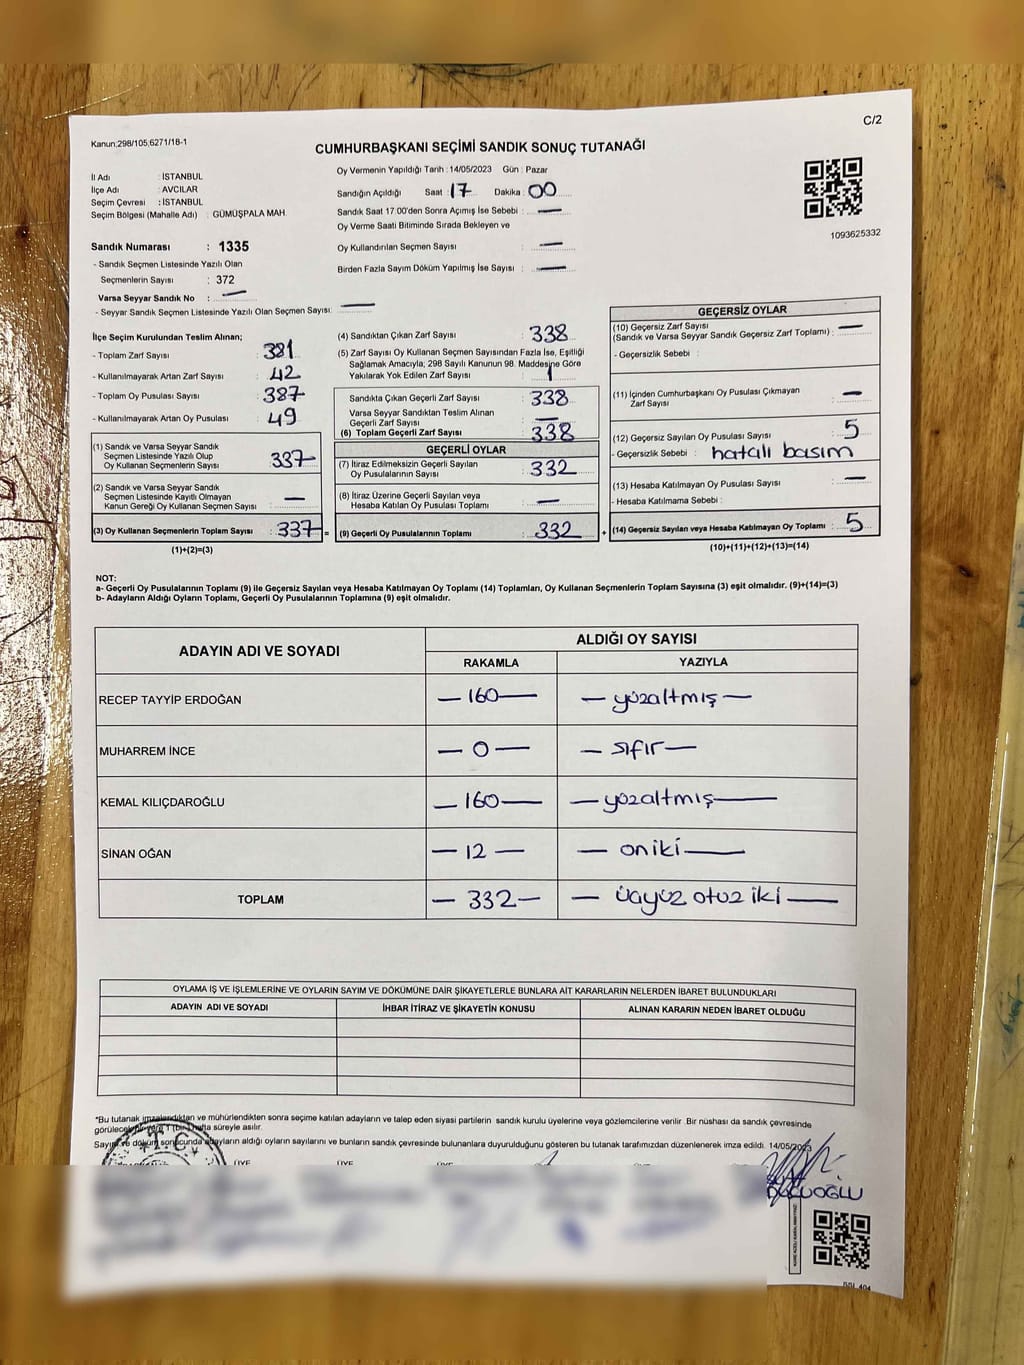 C/2
Kanun:298/105,6271/18-1
CUMHURBAŞKANI SEÇİMİ SANDIK SONUÇ TUTANAĞI
İl Adı : İSTANBUL
İlçe Adı : AVCILAR
Seçim Çevresi : İSTANBUL
Seçim Bölgesi (Mahalle Adı) : GÜMÜŞPALA MAH.
Sandık Numarası : 1335
- Sandık Seçmen Listesinde Yazılı Olan
Seçmenlerin Sayısı : 372
Varsa Seyyar Sandık No : —
- Seyyar Sandık Seçmen Listesinde Yazılı Olan Seçmen Sayısı: —
Oy Vermenin Yapıldığı Tarih : 14/05/2023 Gün : Pazar
Sandığın Açıldığı Saat : 17 Dakika : 00
Sandık Saat 17.00'den Sonra Açımış İse Sebebi : —
Oy Verme Saati Bitiminde Sırada Bekleyen ve
Oy Kullandırılan Seçmen Sayısı : —
Birden Fazla Sayım Döküm Yapılmış İse Sayısı : —
1093625332
İlçe Seçim Kurulundan Teslim Alınan;
- Toplam Zarf Sayısı : 381
- Kullanılmayarak Artan Zarf Sayısı : 42
- Toplam Oy Pusulası Sayısı : 387
- Kullanılmayarak Artan Oy Pusulası : 49
(1) Sandık ve Varsa Seyyar Sandık
Seçmen Listesinde Yazılı Olup
Oy Kullanan Seçmenlerin Sayısı : 337
(2) Sandık ve Varsa Seyyar Sandık
Seçmen Listesinde Kayıtlı Olmayan
Kanun Gereği Oy Kullanan Seçmen Sayısı : —
(3) Oy Kullanan Seçmenlerin Toplam Sayısı : 337 =
(1)+(2)=(3)
(4) Sandıktan Çıkan Zarf Sayısı : 338
(5) Zarf Sayısı Oy Kullanan Seçmen Sayısından Fazla İse, Eşitliği
Sağlamak Amacıyla; 298 Sayılı Kanunun 98. Maddesine Göre
Yakılarak Yok Edilen Zarf Sayısı : 1
Sandıkta Çıkan Geçerli Zarf Sayısı : 338
Varsa Seyyar Sandıktan Teslim Alınan
Geçerli Zarf Sayısı : —
(6) Toplam Geçerli Zarf Sayısı : 338
GEÇERLİ OYLAR
(7) İtiraz Edilmeksizin Geçerli Sayılan
Oy Pusulalarının Sayısı : 332
(8) İtiraz Üzerine Geçerli Sayılan veya
Hesaba Katılan Oy Pusulası Toplamı : —
(9) Geçerli Oy Pusulalarının Toplamı : 332 +
GEÇERSİZ OYLAR
(10) Geçersiz Zarf Sayısı
(Sandık ve Varsa Seyyar Sandık Geçersiz Zarf Toplamı) : —
- Geçersizlik Sebebi :
(11) İçinden Cumhurbaşkanı Oy Pusulası Çıkmayan
Zarf Sayısı : —
(12) Geçersiz Sayılan Oy Pusulası Sayısı : 5
- Geçersizlik Sebebi : hatalı basım
(13) Hesaba Katılmayan Oy Pusulası Sayısı : —
- Hesaba Katılmama Sebebi :
(14) Geçersiz Sayılan veya Hesaba Katılmayan Oy Toplamı : 5
(10)+(11)+(12)+(13)=(14)
NOT:
a- Geçerli Oy Pusulalarının Toplamı (9) ile Geçersiz Sayılan veya Hesaba Katılmayan Oy Toplamı (14) Toplamları, Oy Kullanan Seçmenlerin Toplam Sayısına (3) eşit olmalıdır. (9)+(14)=(3)
b- Adayların Aldığı Oyların Toplamı, Geçerli Oy Pusulalarının Toplamına (9) eşit olmalıdır.
ADAYIN ADI VE SOYADI ALDIĞI OY SAYISI
RAKAMLA YAZIYLA
RECEP TAYYİP ERDOĞAN — 160 — — yüzaltmış —
MUHARREM İNCE — 0 — — sıfır —
KEMAL KILIÇDAROĞLU — 160 — — yüzaltmış —
SİNAN OĞAN — 12 — — oniki —
TOPLAM — 332 — — üçyüz otuz iki —
OYLAMA İŞ VE İŞLEMLERİNE VE OYLARIN SAYIM VE DÖKÜMÜNE DAİR ŞİKAYETLERLE BUNLARA AİT KARARLARIN NELERDEN İBARET BULUNDUKLARI
ADAYIN ADI VE SOYADI İHBAR İTİRAZ VE ŞİKAYETİN KONUSU ALINAN KARARIN NEDEN İBARET OLDUĞU
"Bu tutanak imzalandıktan ve mühürlendikten sonra seçime katılan adayların ve talep eden siyasi partilerin sandık kurulu üyelerine veya gözlemcilerine verilir. Bir nüshası da sandık çevresinde
görülecek bir yere 1 (bir) hafta süreyle asılır.
Sayım ve döküm sonucunda adayların aldığı oyların sayılarını ve bunların sandık çevresinde bulunanlara duyurulduğunu gösteren bu tutanak tarafımızdan düzenlenerek imza edildi. 14/05/2023
T.C.
ÜYE ÜYE